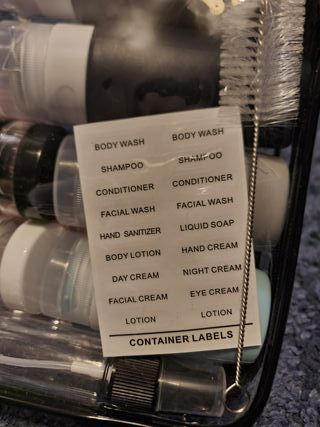 BODY WASH BODY WASH
SHAMPOO SHAMPOO
CONDITIONER CONDITIONER
FACIAL WASH FACIAL WASH
HAND SANITIZER LIQUID SOAP
BODY LOTION HAND CREAM
DAY CREAM NIGHT CREAM
FACIAL CREAM EYE CREAM
LOTION LOTION
CONTAINER LABELS